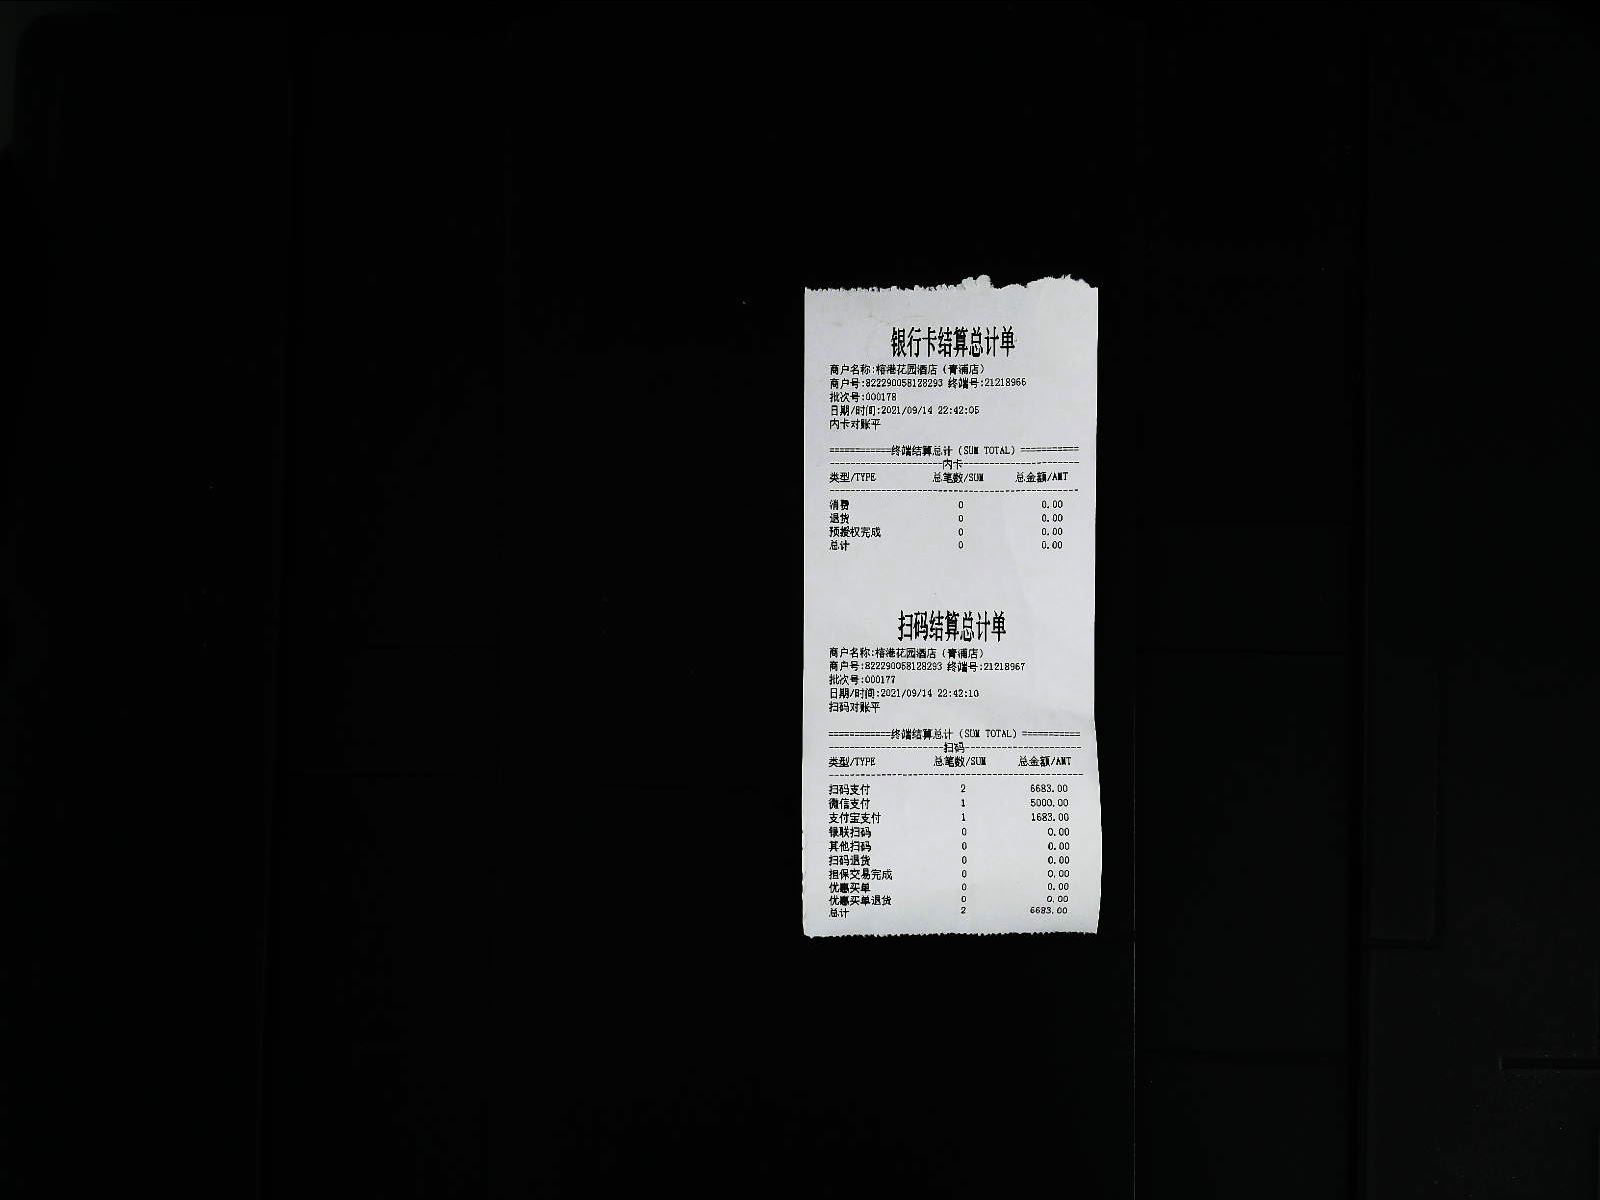 银行卡结算总计单
商户名称:榕港花园酒店（青浦店）
商户号:822290058128293 终端号:21218966
批次号:000178
日期/时间:2021/09/14 22:42:05
内卡对账平
============终端结算总计（SUM TOTAL）===========
----------------------内卡----------------------
类型/TYPE 总笔数/SUM 总金额/AMT
消费 0 0.00
退货 0 0.00
预授权完成 0 0.00
总计 0 0.00
扫码结算总计单
商户名称:榕港花园酒店（青浦店）
商户号:822290058128293 终端号:21218967
批次号:000177
日期/时间:2021/09/14 22:42:10
扫码对账平
============终端结算总计（SUM TOTAL）===========
----------------------扫码----------------------
类型/TYPE 总笔数/SUM 总金额/AMT
扫码支付 2 6683.00
微信支付 1 5000.00
支付宝支付 1 1683.00
银联扫码 0 0.00
其他扫码 0 0.00
扫码退货 0 0.00
担保交易完成 0 0.00
优惠买单 0 0.00
优惠买单退货 0 0.00
总计 2 6683.00